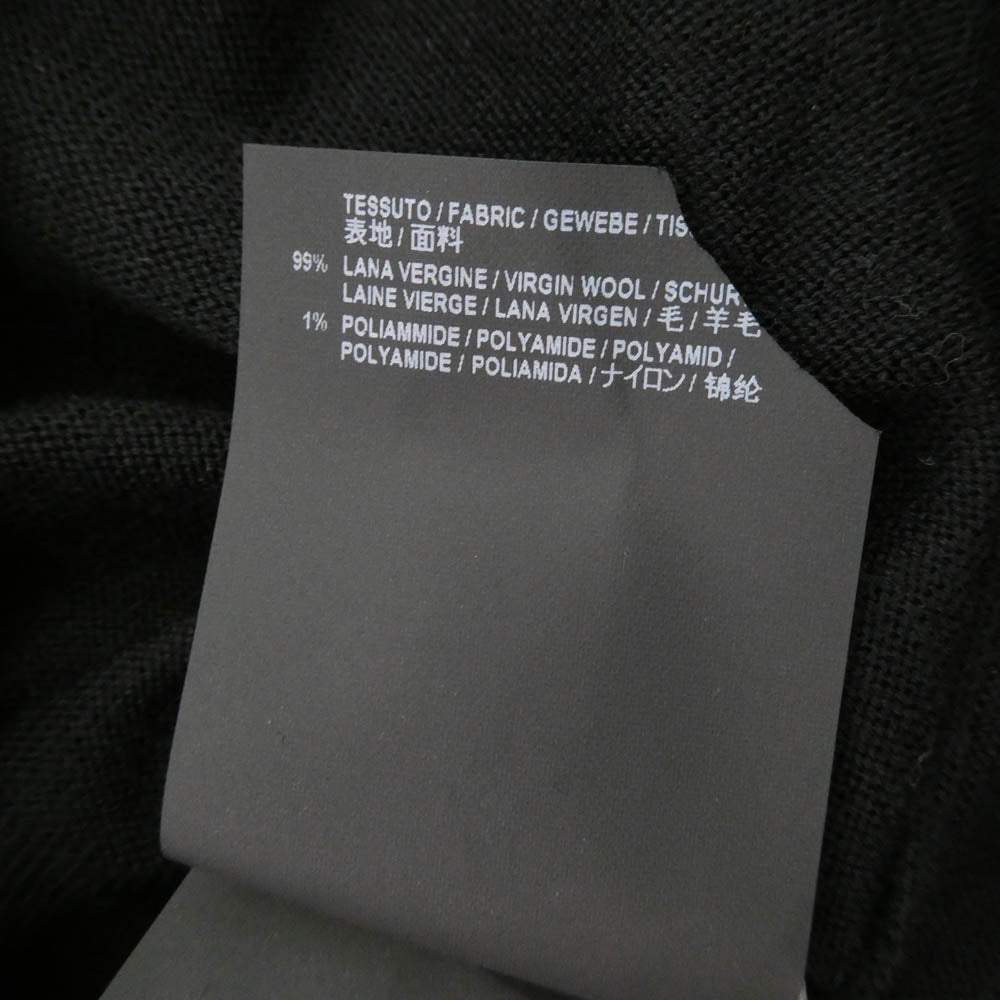 TESSUTO / FABRIC / GEWEBE / TIS
表地 / 面料
99% LANA VERGINE / VIRGIN WOOL / SCHUR
LAINE VIERGE / LANA VIRGEN / 毛 / 羊毛
1% POLIAMMIDE / POLYAMIDE / POLYAMID /
POLYAMIDE / POLIAMIDA / ナイロン / 锦纶